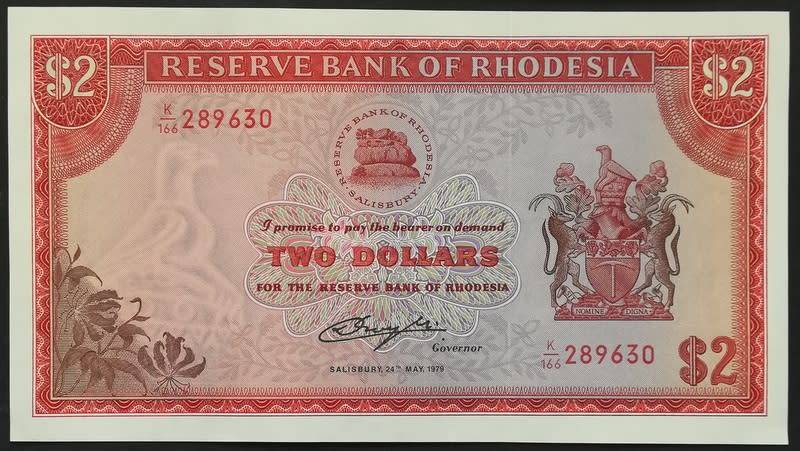 $2 RESERVE BANK OF RHODESIA $2
K/166 289630
RESERVE BANK OF RHODESIA
SALISBURY
I promise to pay the bearer on demand
TWO DOLLARS
FOR THE RESERVE BANK OF RHODESIA
NOMINE DIGNA
Governor
K/166 289630 $2
SALISBURY, 24TH MAY, 1979